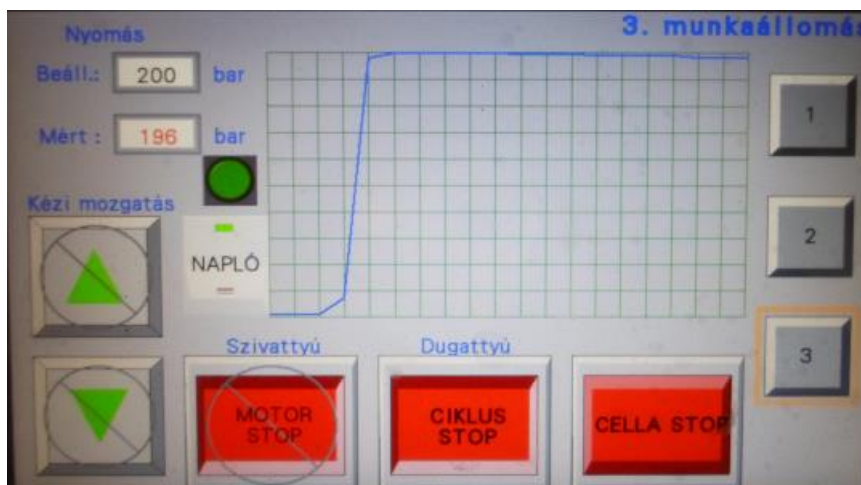 3. munkaállomás
Nyomás
Beáll.: 200 bar
Mért : 196 bar
1
Kézi mozgatás
NAPLÓ
2
Szivattyú
Dugattyú
3
MOTOR
STOP
CIKLUS
STOP
CELLA STOP